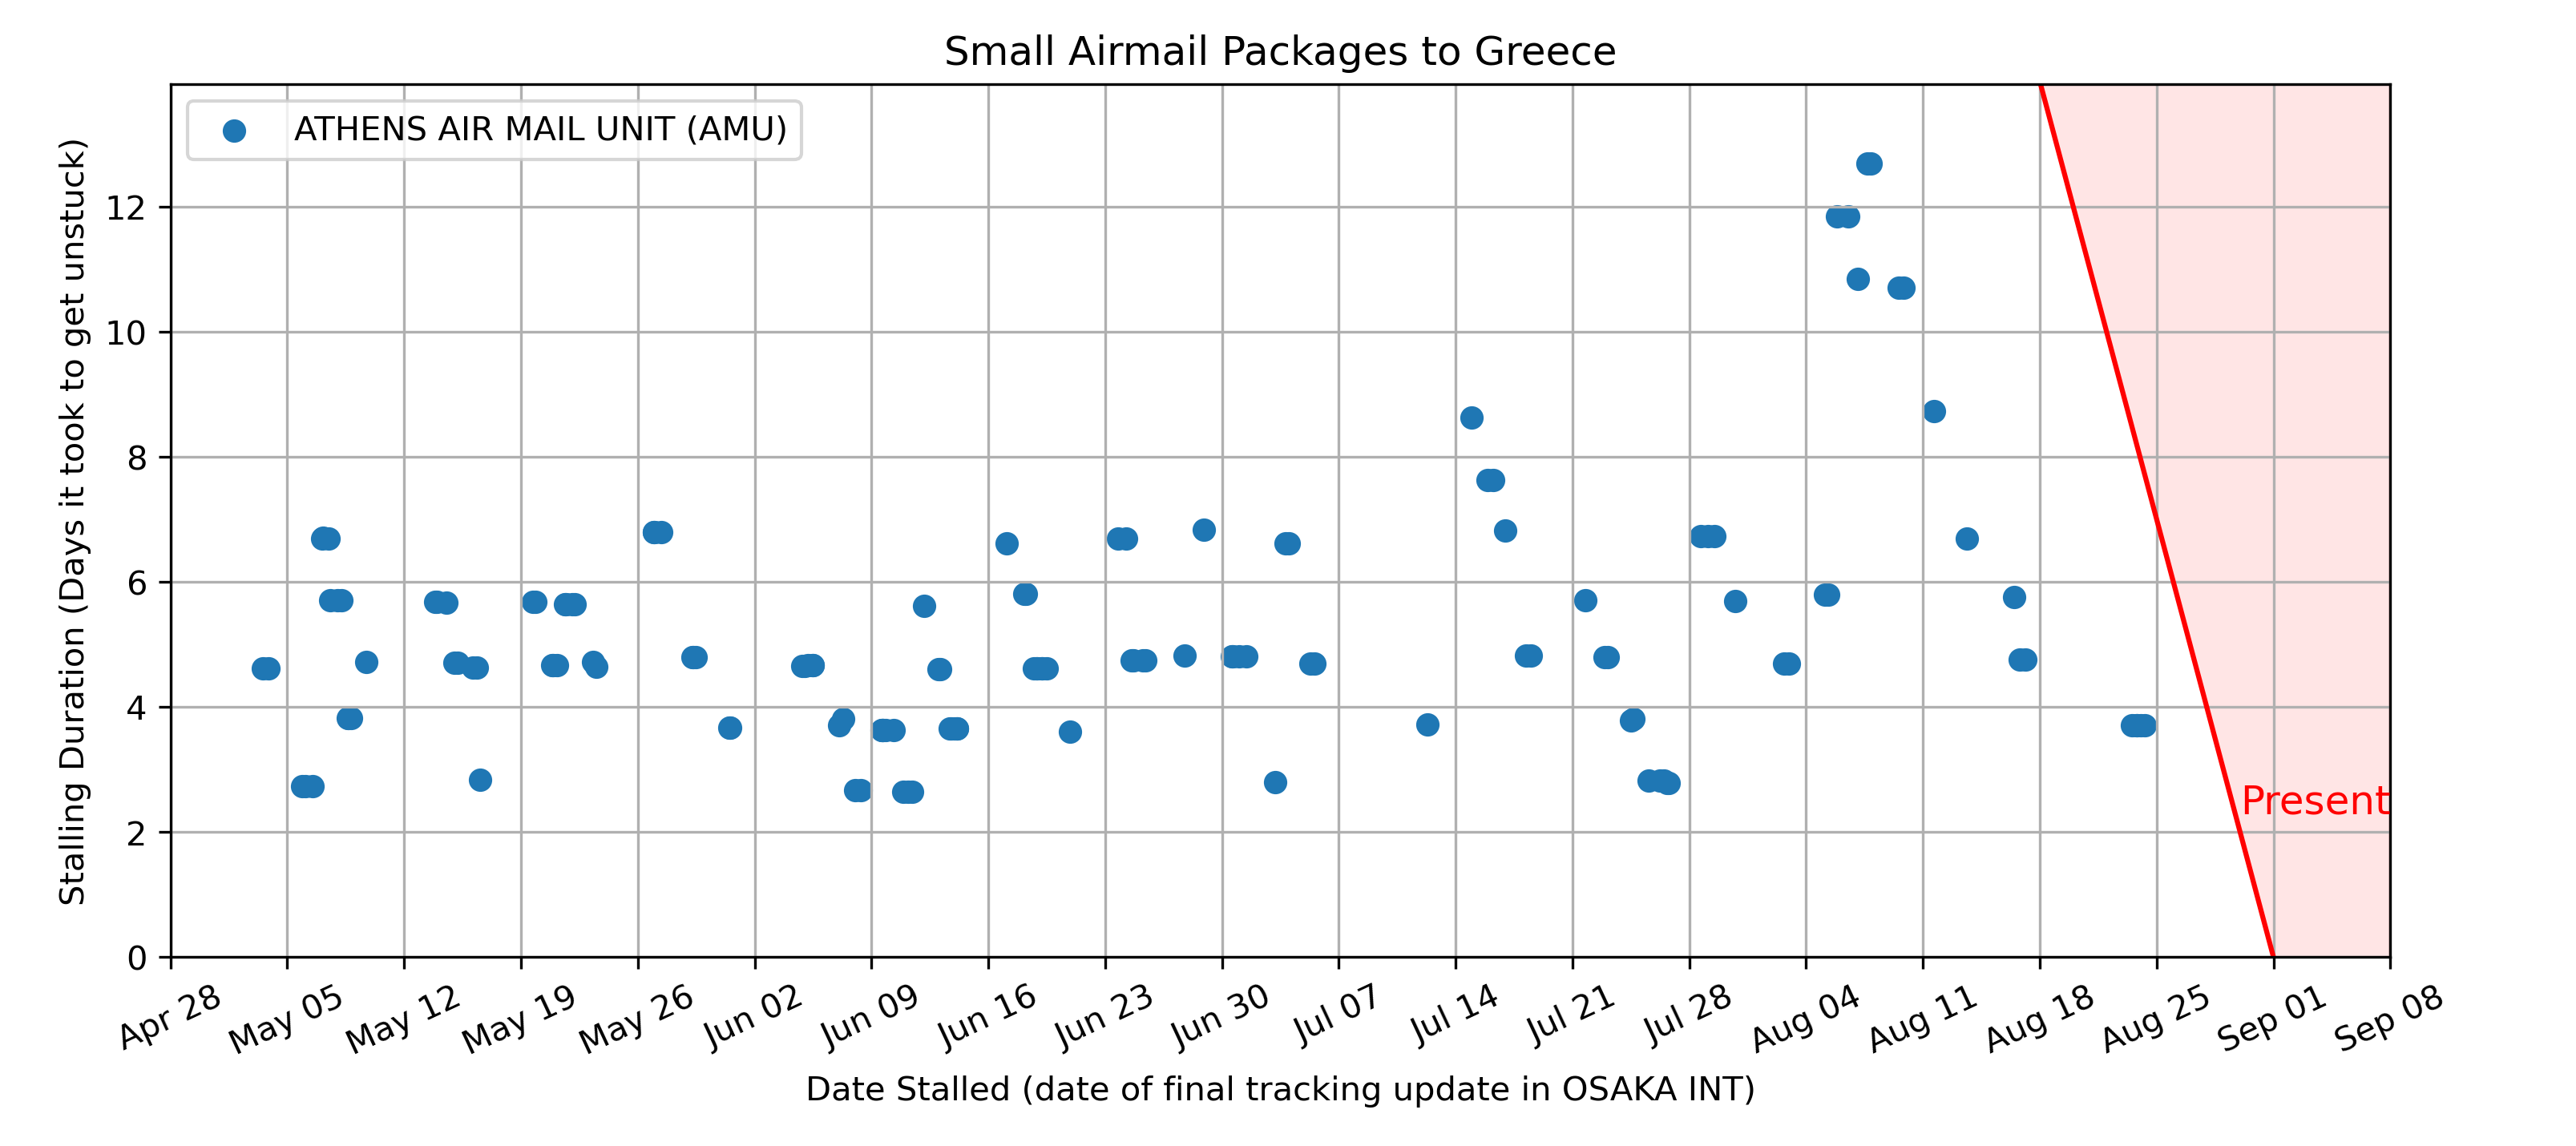 Small Airmail Packages to Greece
ATHENS AIR MAIL UNIT (AMU)
Stalling Duration (Days it took to get unstuck)
12
10
8
6
4
2
0
Present
Apr 28
May 05
May 12
May 19
May 26
Jun 02
Jun 09
Jun 16
Jun 23
Jun 30
Jul 07
Jul 14
Jul 21
Jul 28
Aug 04
Aug 11
Aug 18
Aug 25
Sep 01
Sep 08
Date Stalled (date of final tracking update in OSAKA INT)